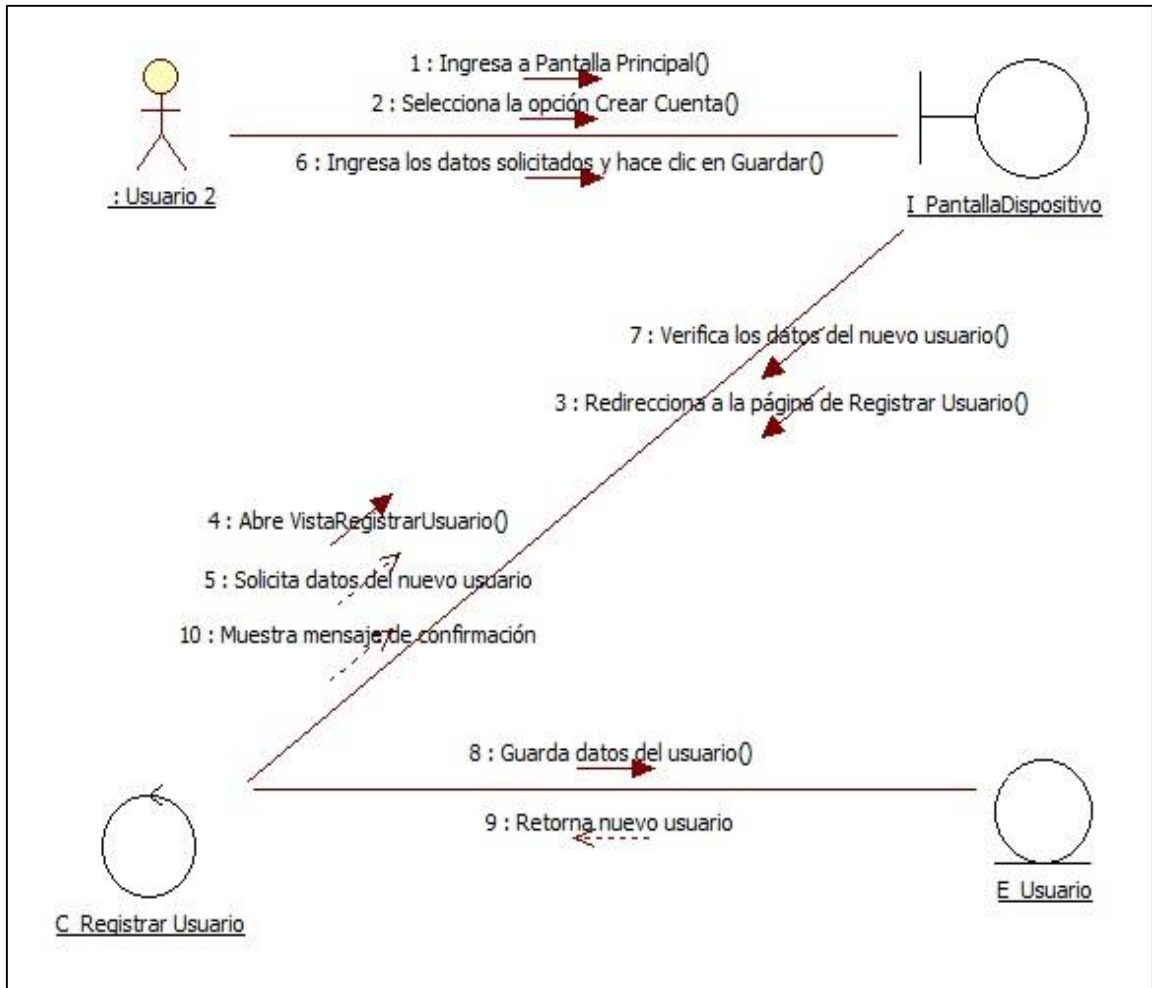 1 : Ingresa a Pantalla Principal()
2 : Selecciona la opción Crear Cuenta()
6 : Ingresa los datos solicitados y hace clic en Guardar()
: Usuario 2
I_PantallaDispositivo
7 : Verifica los datos del nuevo usuario()
3 : Redirecciona a la página de Registrar Usuario()
4 : Abre VistaRegistrarUsuario()
5 : Solicita datos del nuevo usuario
10 : Muestra mensaje de confirmación
8 : Guarda datos del usuario()
9 : Retorna nuevo usuario
E_Usuario
C_Registrar Usuario